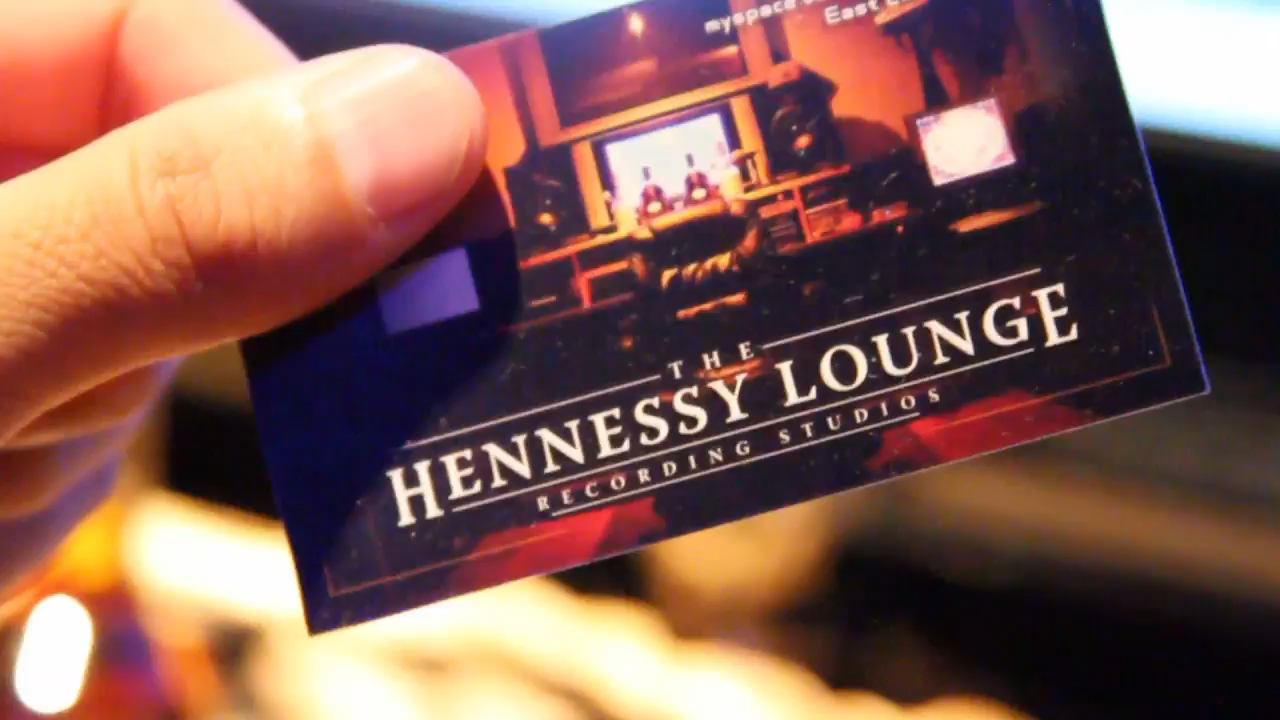 myspace
East
THE
HENNESSY LOUNGE
RECORDING STUDIOS